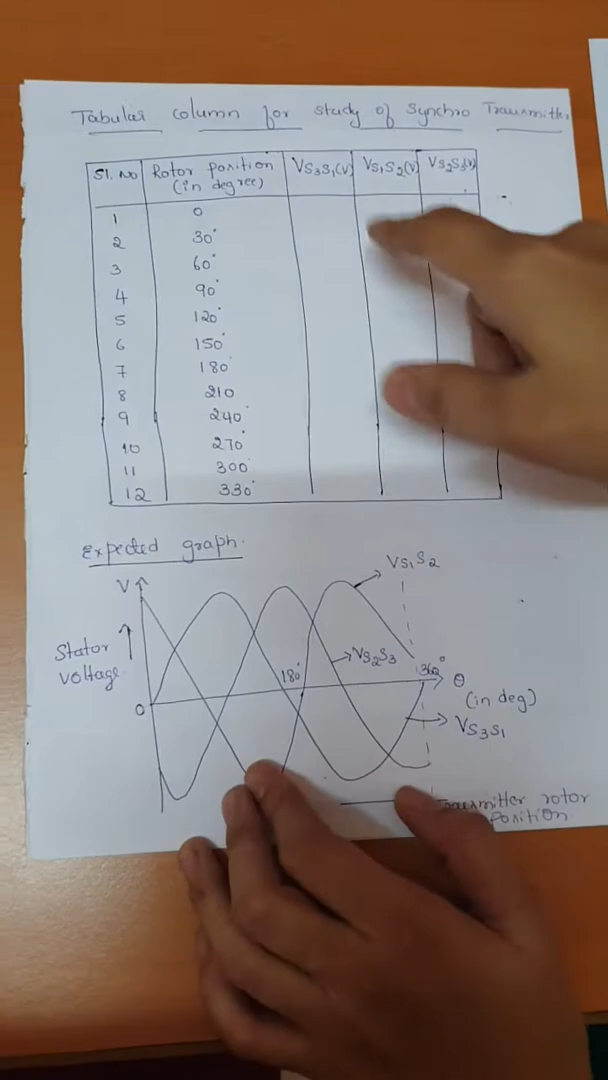 Tabular column for study of Synchro Transmitter
Sl. No Rotor position (in degree) VS3S1(V) VS1S2(V) VS2S3(V)
1 0
2 30°
3 60°
4 90°
5 120°
6 150°
7 180°
8 210
9 240°
10 270°
11 300°
12 330°
Expected graph.
V
VS1S2
Stator voltage
VS2S3
180°
360°
θ
(in deg)
0
VS3S1
Transmitter rotor
Position